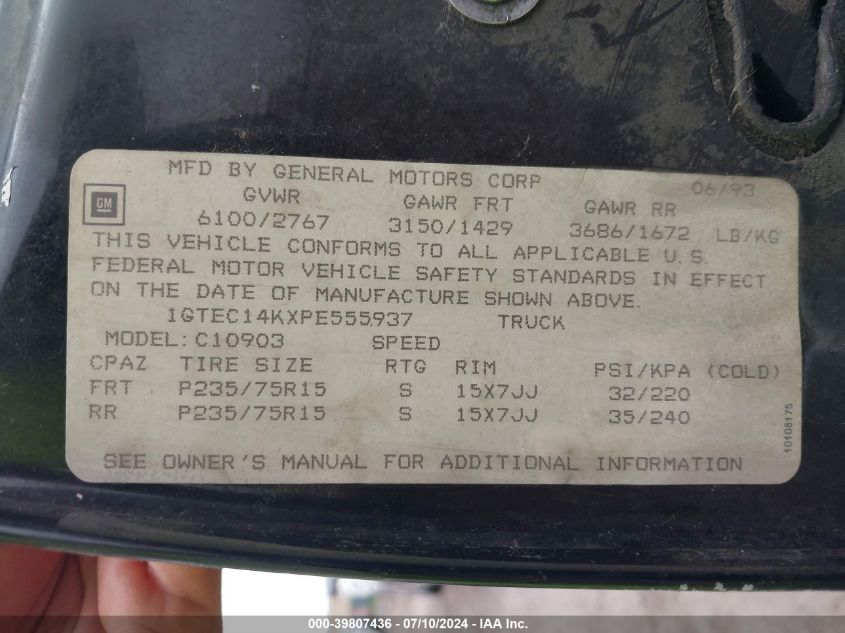 MFD BY GENERAL MOTORS CORP 06/93
GM
GVWR GAWR FRT GAWR RR
6100/2767 3150/1429 3686/1672 LB/KG
THIS VEHICLE CONFORMS TO ALL APPLICABLE U.S.
FEDERAL MOTOR VEHICLE SAFETY STANDARDS IN EFFECT
ON THE DATE OF MANUFACTURE SHOWN ABOVE.
1GTEC14KXPE555937 TRUCK
MODEL: C10903 SPEED
CPAZ TIRE SIZE RTG RIM PSI/KPA (COLD)
FRT P235/75R15 S 15X7JJ 32/220
RR P235/75R15 S 15X7JJ 35/240
10108175
SEE OWNER'S MANUAL FOR ADDITIONAL INFORMATION
000-39807436 - 07/10/2024 - IAA Inc.